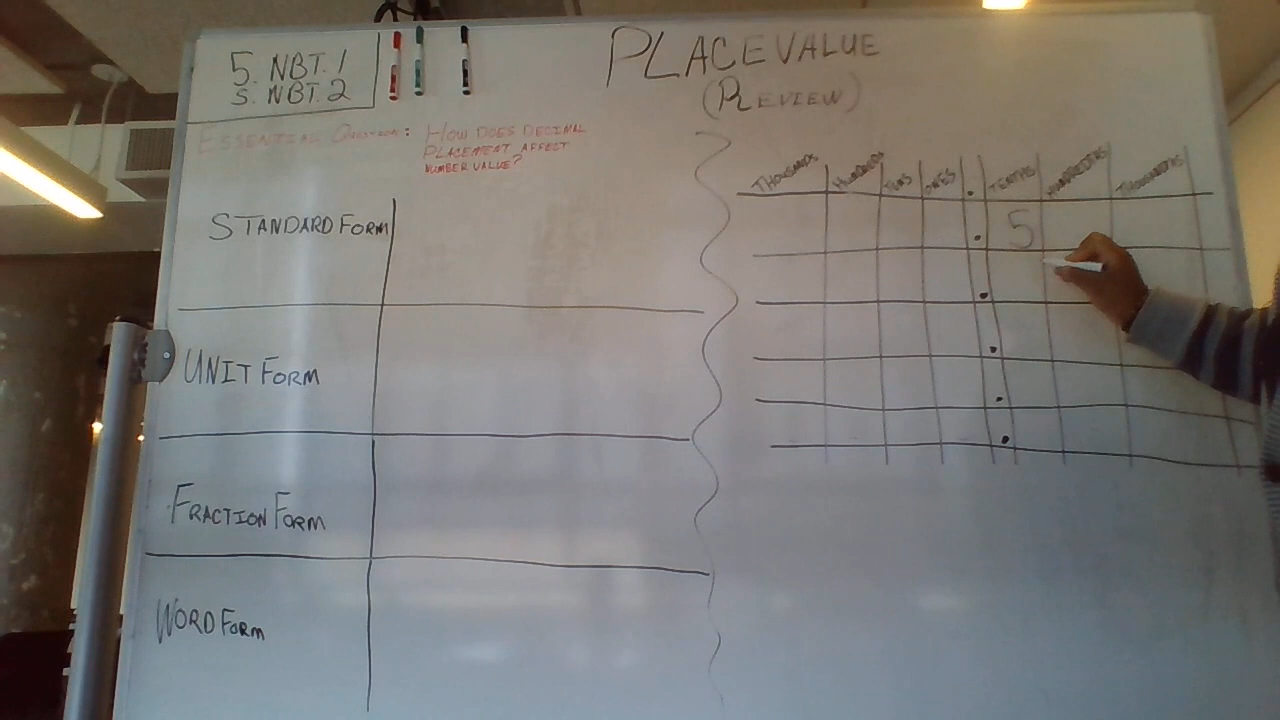 5. NBT. 1
5. NBT. 2
PLACE VALUE
(PREVIEW)
ESSENTIAL QUESTION: HOW DOES DECIMAL
PLACEMENT AFFECT
NUMBER VALUE?
STANDARD FORM
UNIT FORM
FRACTION FORM
WORD FORM
THOUSANDS HUNDREDS TENS ONES . TENTHS HUNDREDTHS THOUSANDTHS
. 5
.
.
.
.